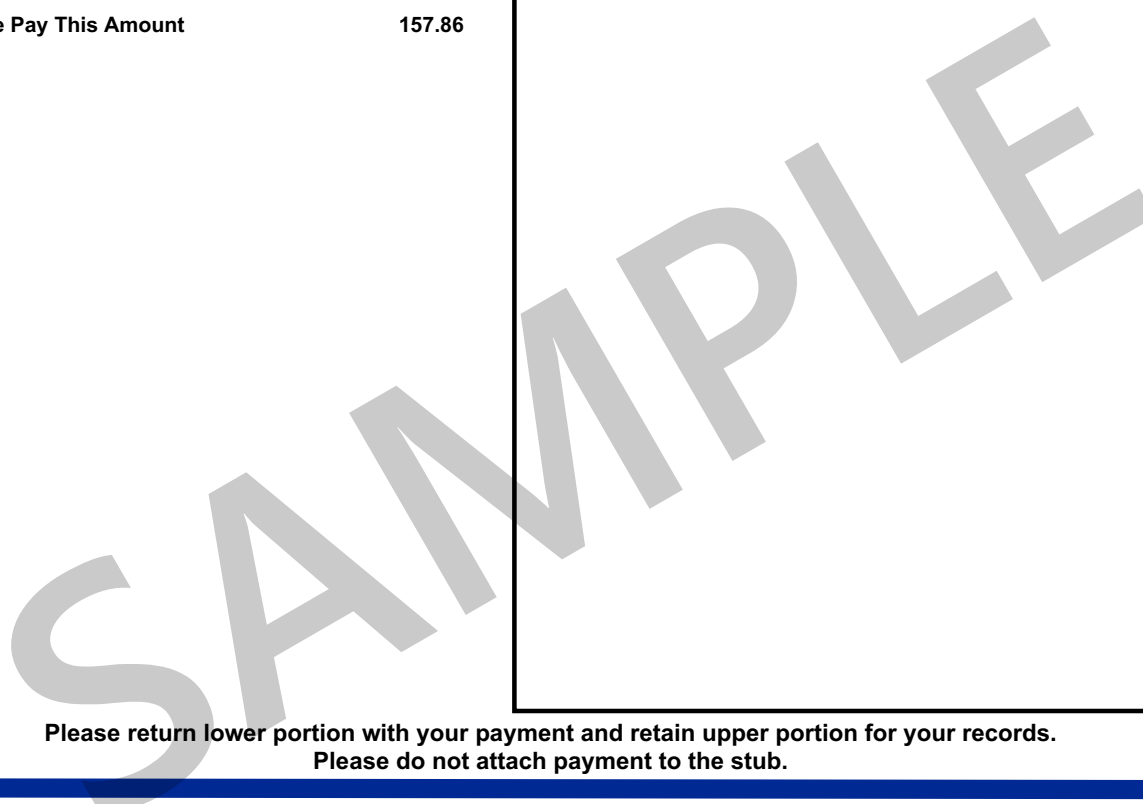 e Pay This Amount 157.86
SAMPLE
Please return lower portion with your payment and retain upper portion for your records.
Please do not attach payment to the stub.